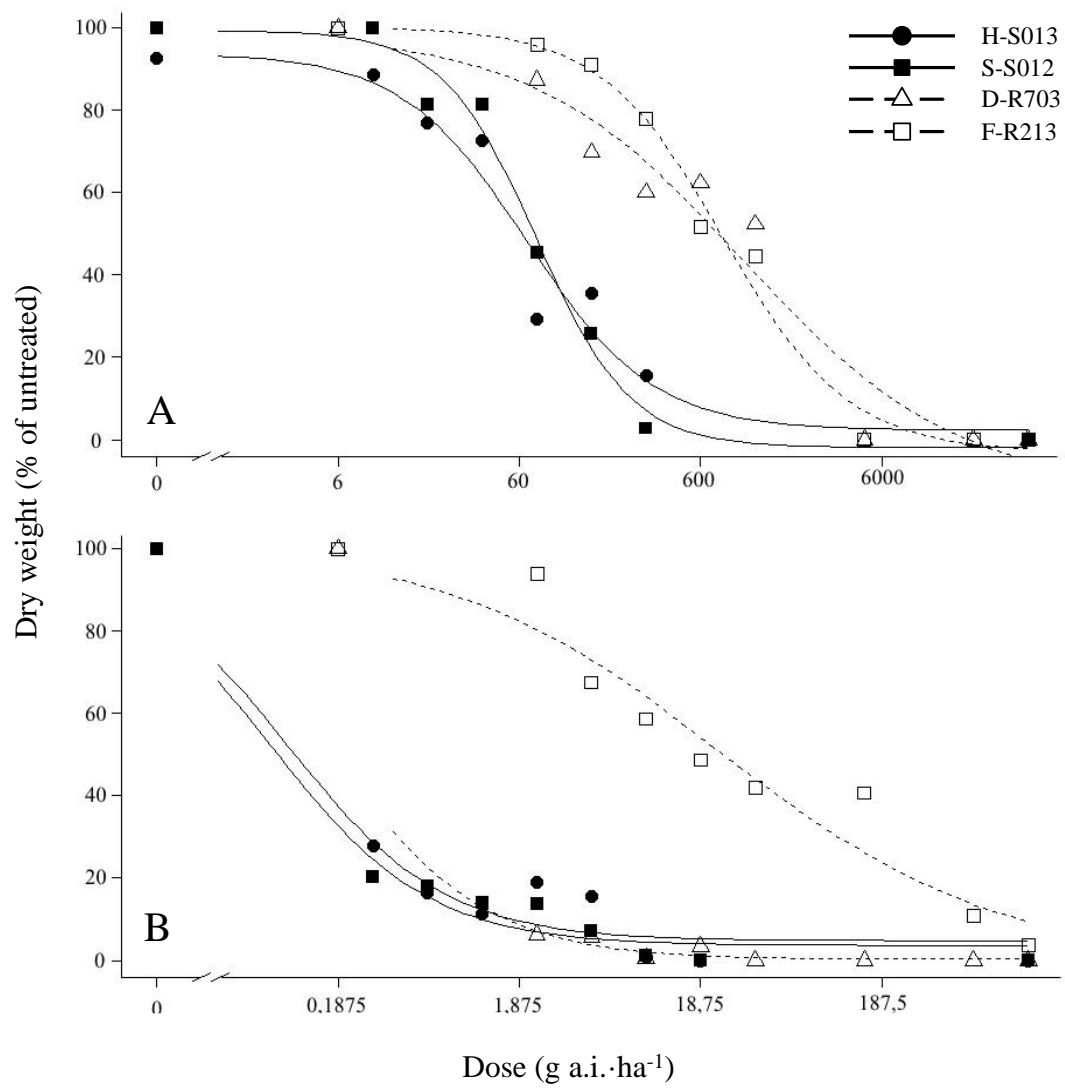 100
80
60
40
20
0
A
0
6
60
600
6000
H-S013
S-S012
D-R703
F-R213
Dry weight (% of untreated)
100
80
60
40
20
0
B
0
0,1875
1,875
18,75
187,5
Dose (g a.i.·ha⁻¹)